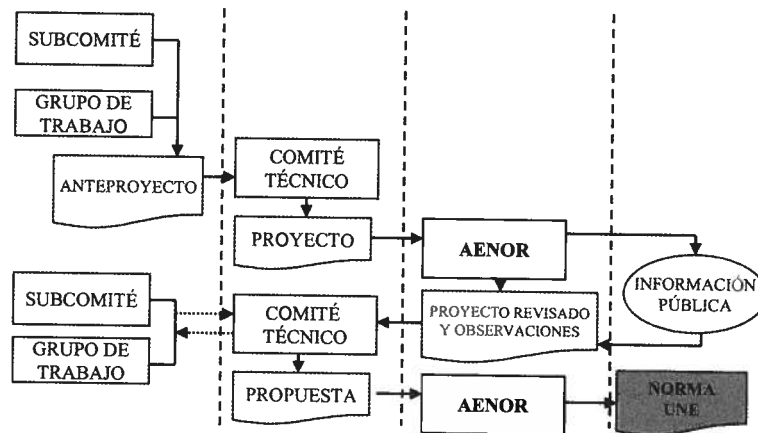 SUBCOMITÉ
GRUPO DE
TRABAJO
ANTEPROYECTO
COMITÉ
TÉCNICO
PROYECTO
AENOR
INFORMACIÓN
PÚBLICA
PROYECTO REVISADO
Y OBSERVACIONES
SUBCOMITÉ
GRUPO DE
TRABAJO
COMITÉ
TÉCNICO
PROPUESTA
AENOR
NORMA
UNE